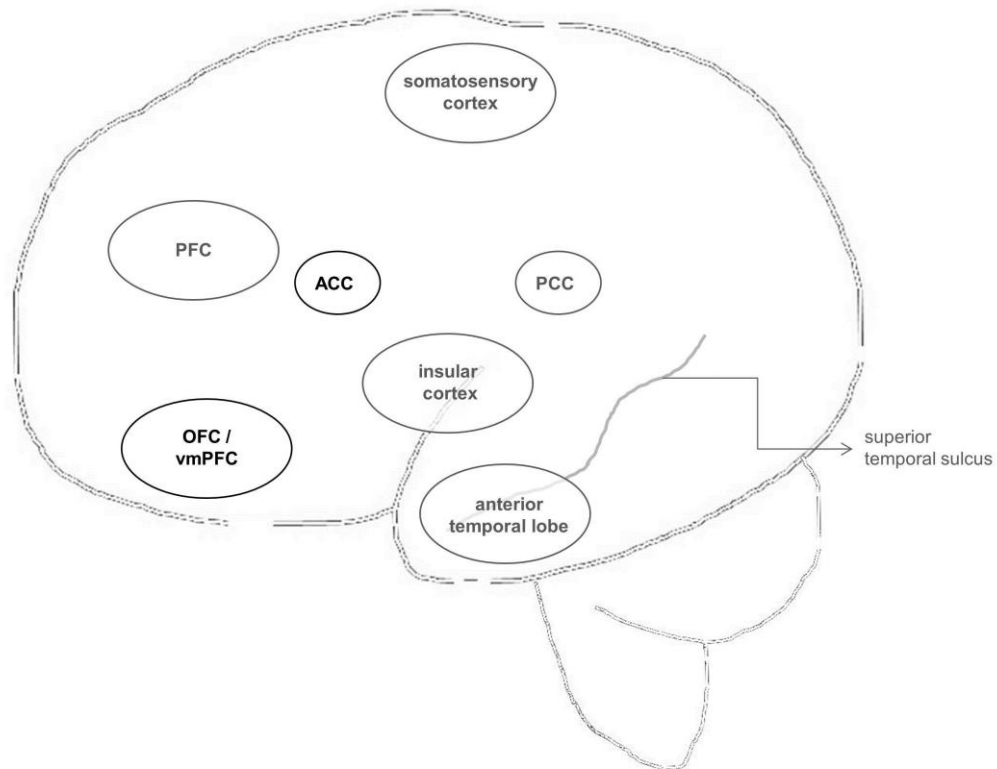 somatosensory
cortex
PFC
ACC
PCC
insular
cortex
OFC /
vmPFC
superior
temporal sulcus
anterior
temporal lobe